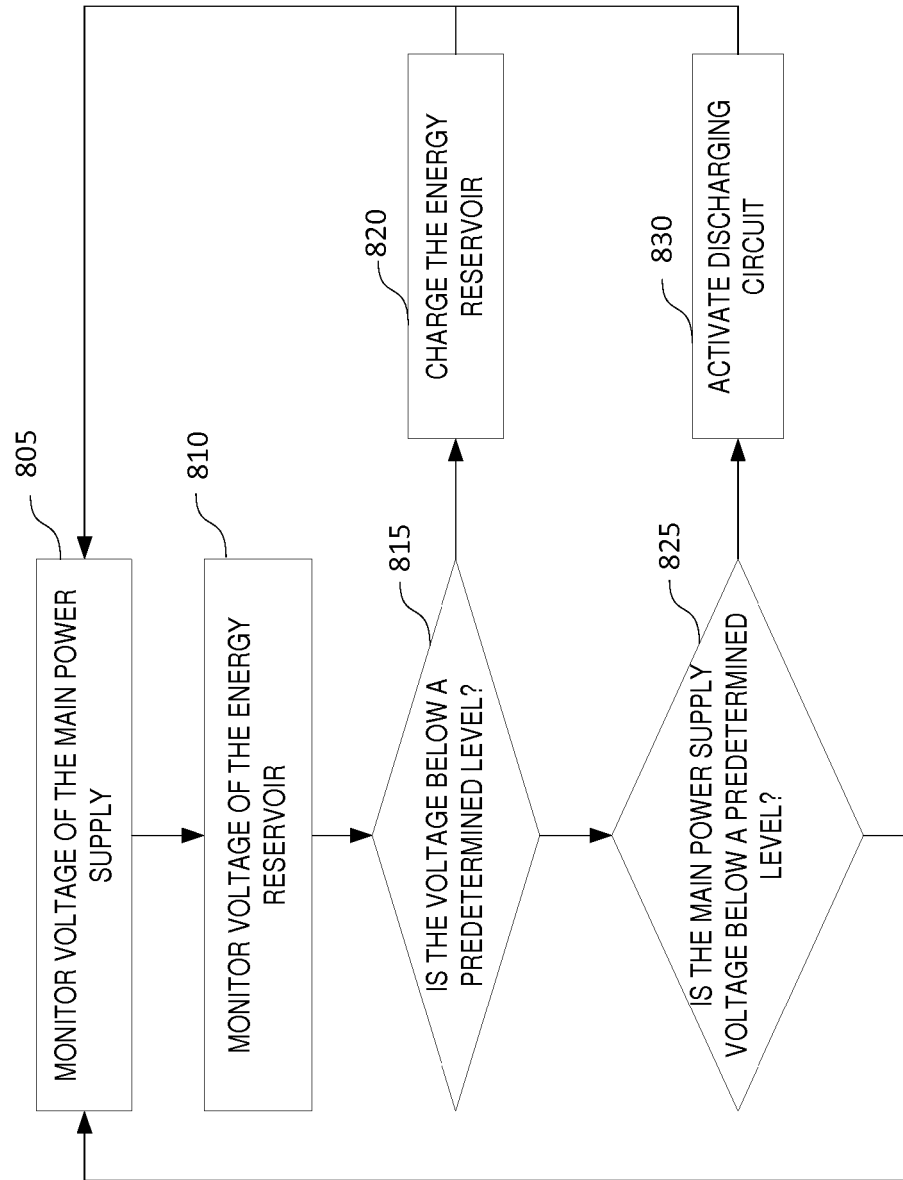 805
MONITOR VOLTAGE OF THE MAIN POWER
SUPPLY
810
MONITOR VOLTAGE OF THE ENERGY
RESERVOIR
815
IS THE VOLTAGE BELOW A
PREDETERMINED LEVEL?
820
CHARGE THE ENERGY
RESERVOIR
825
IS THE MAIN POWER SUPPLY
VOLTAGE BELOW A PREDETERMINED
LEVEL?
830
ACTIVATE DISCHARGING
CIRCUIT